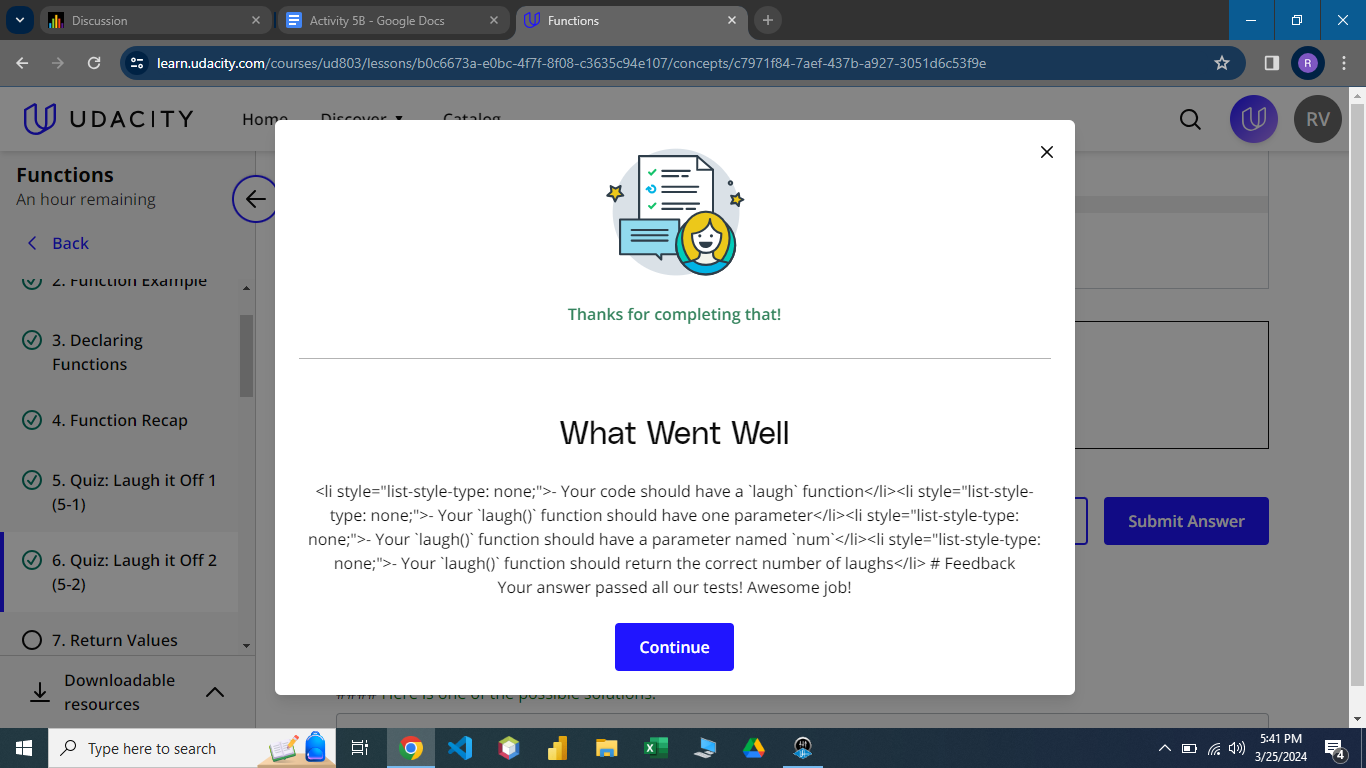 Discussion
Activity 5B - Google Docs
Functions
learn.udacity.com/courses/ud803/lessons/b0c6673a-e0bc-4f7f-8f08-c3635c94e107/concepts/c7971f84-7aef-437b-a927-3051d6c53f9e
R
UDACITY
Home
Discover
Catalog
RV
Functions
An hour remaining
Back
2. Function Example
3. Declaring
Functions
4. Function Recap
5. Quiz: Laugh it Off 1
(5-1)
6. Quiz: Laugh it Off 2
(5-2)
7. Return Values
Downloadable
resources
Thanks for completing that!
What Went Well
<li style="list-style-type: none;">- Your code should have a `laugh` function</li><li style="list-style-
type: none;">- Your `laugh()` function should have one parameter</li><li style="list-style-type:
none;">- Your `laugh()` function should have a parameter named `num`</li><li style="list-style-type:
none;">- Your `laugh()` function should return the correct number of laughs</li> # Feedback
Your answer passed all our tests! Awesome job!
Continue
Submit Answer
#### Here is one of the possible solutions:
Type here to search
5:41 PM
3/25/2024
4